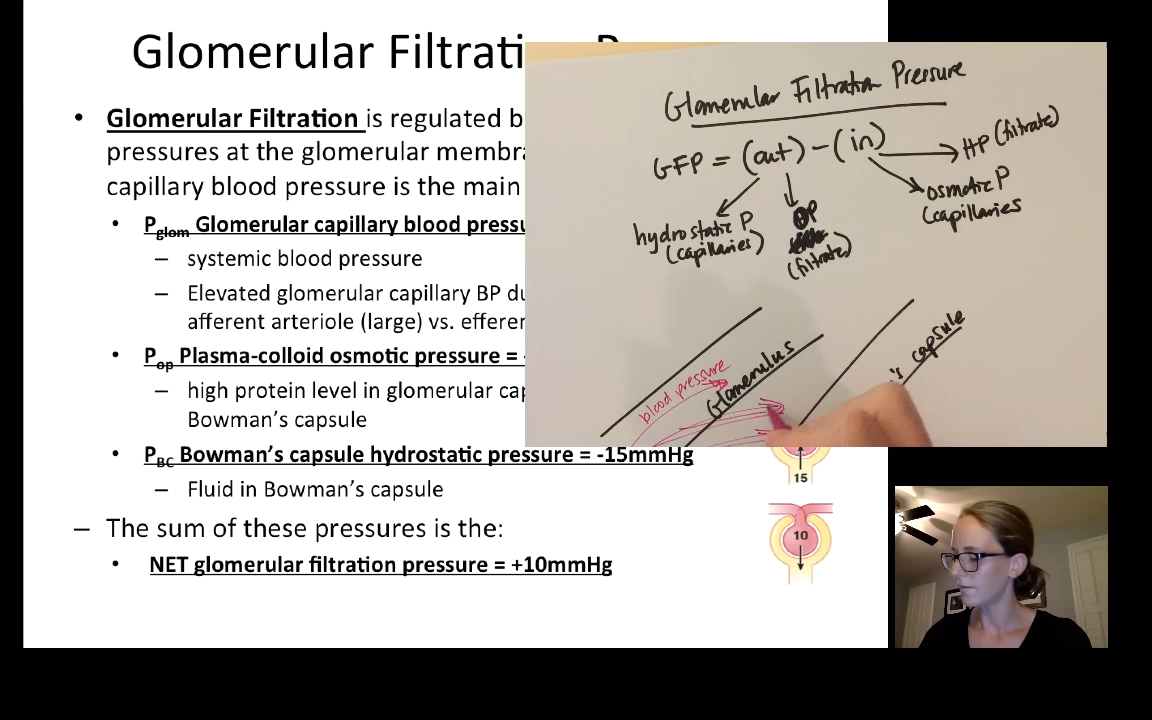 Glomerular Filtrati
Glomerular Filtration is regulated b
pressures at the glomerular membra
capillary blood pressure is the main
Pglom Glomerular capillary blood pressu
systemic blood pressure
Elevated glomerular capillary BP du
afferent arteriole (large) vs. effere
Pop Plasma-colloid osmotic pressure =
high protein level in glomerular cap
Bowman's capsule
PBC Bowman's capsule hydrostatic pressure = -15mmHg
Fluid in Bowman's capsule
The sum of these pressures is the:
NET glomerular filtration pressure = +10mmHg
Glomerular Filtration Pressure
GFP = (out) - (in)
HP (filtrate)
osmotic P
(capillaries
hydrostatic P
(capillaries)
OP
(filtrate)
blood pressure
Glomerulus
's capsule
15
10